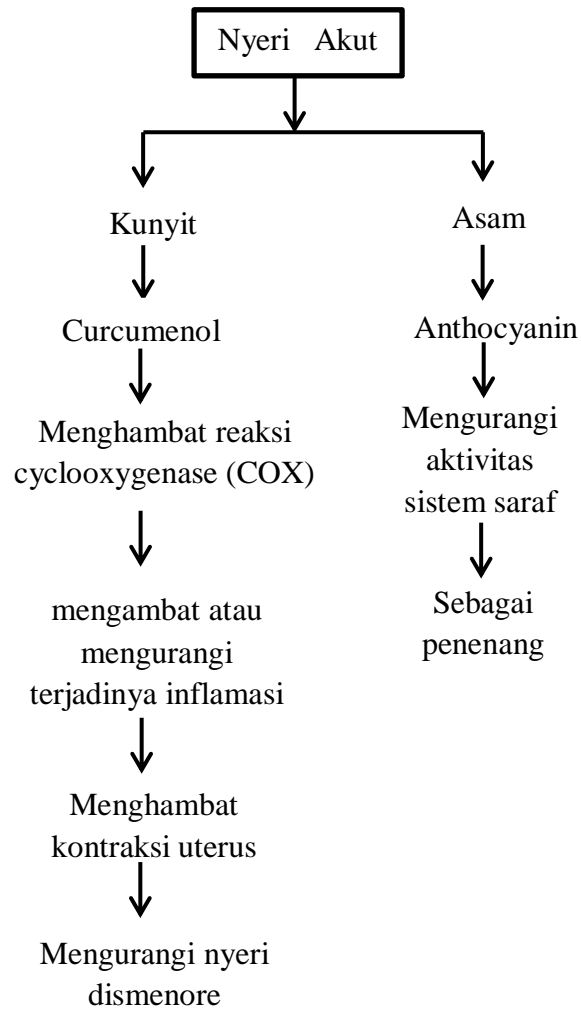 Nyeri Akut
Kunyit
Curcumenol
Menghambat reaksi
cyclooxygenase (COX)
mengambat atau
mengurangi
terjadinya inflamasi
Menghambat
kontraksi uterus
Mengurangi nyeri
dismenore
Asam
Anthocyanin
Mengurangi
aktivitas
sistem saraf
Sebagai
penenang